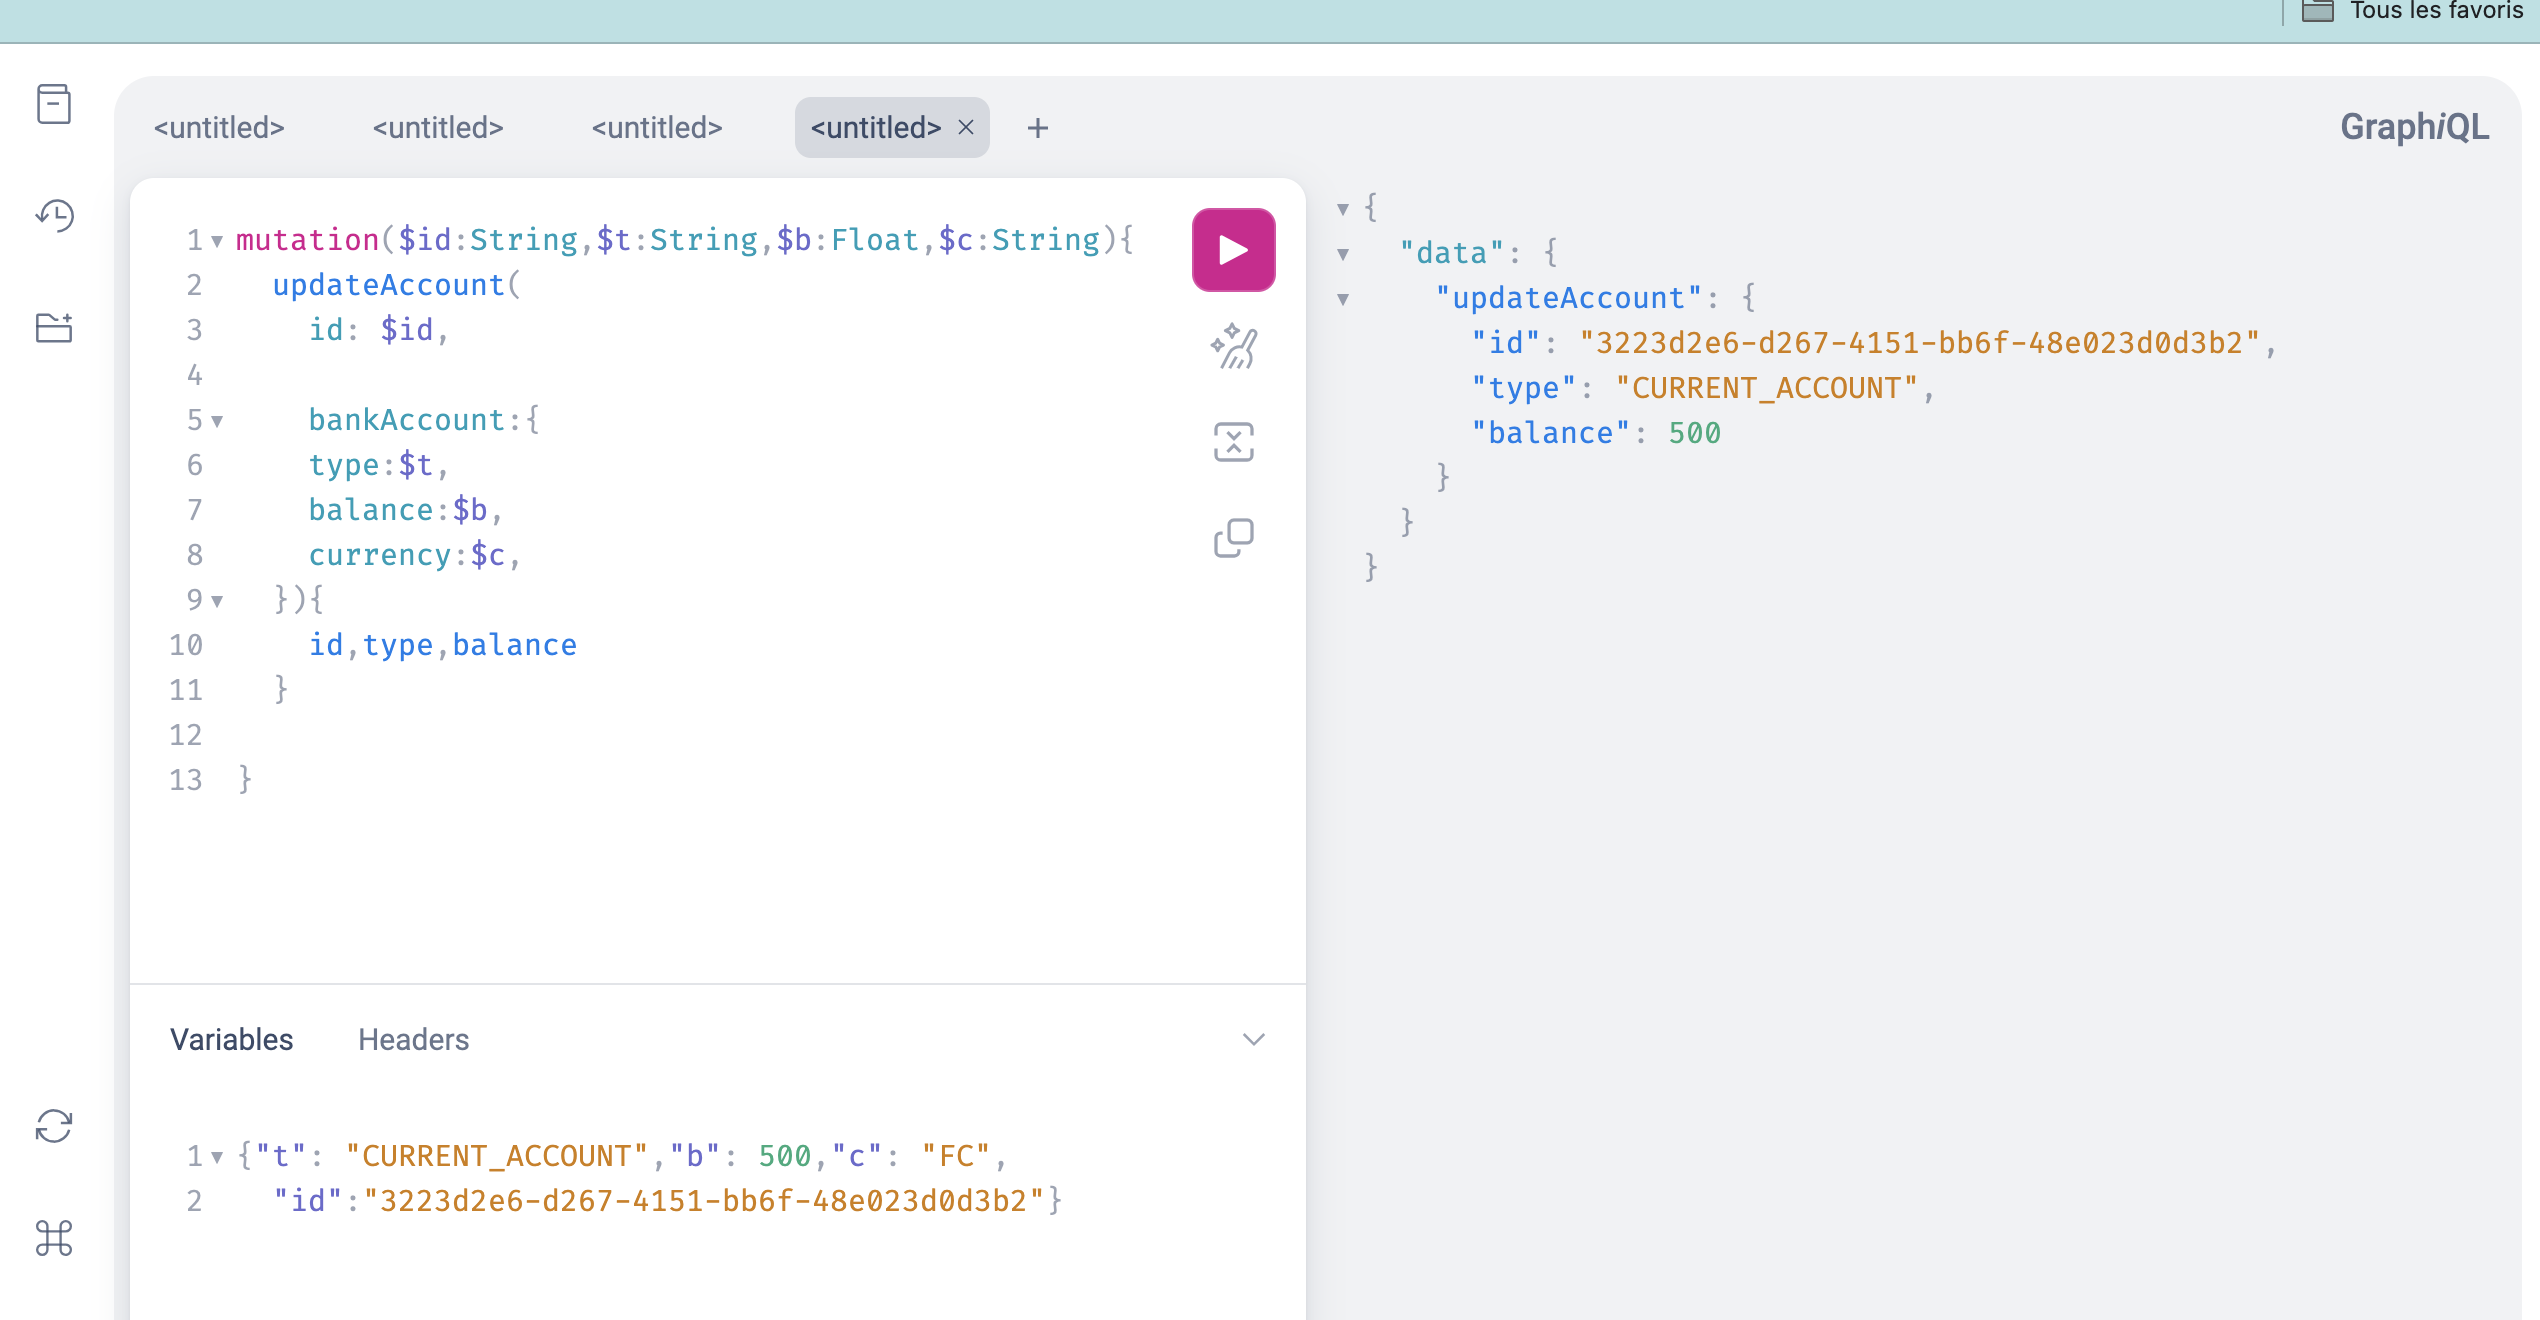 Tous les favoris
<untitled> <untitled> <untitled> <untitled> × +
GraphiQL
1 mutation($id:String,$t:String,$b:Float,$c:String){
2 updateAccount(
3 id: $id,
4
5 bankAccount:{
6 type:$t,
7 balance:$b,
8 currency:$c,
9 }){
10 id,type,balance
11 }
12
13 }
{
"data": {
"updateAccount": {
"id": "3223d2e6-d267-4151-bb6f-48e023d0d3b2",
"type": "CURRENT_ACCOUNT",
"balance": 500
}
}
}
Variables Headers
1 {"t": "CURRENT_ACCOUNT","b": 500,"c": "FC",
2 "id":"3223d2e6-d267-4151-bb6f-48e023d0d3b2"}